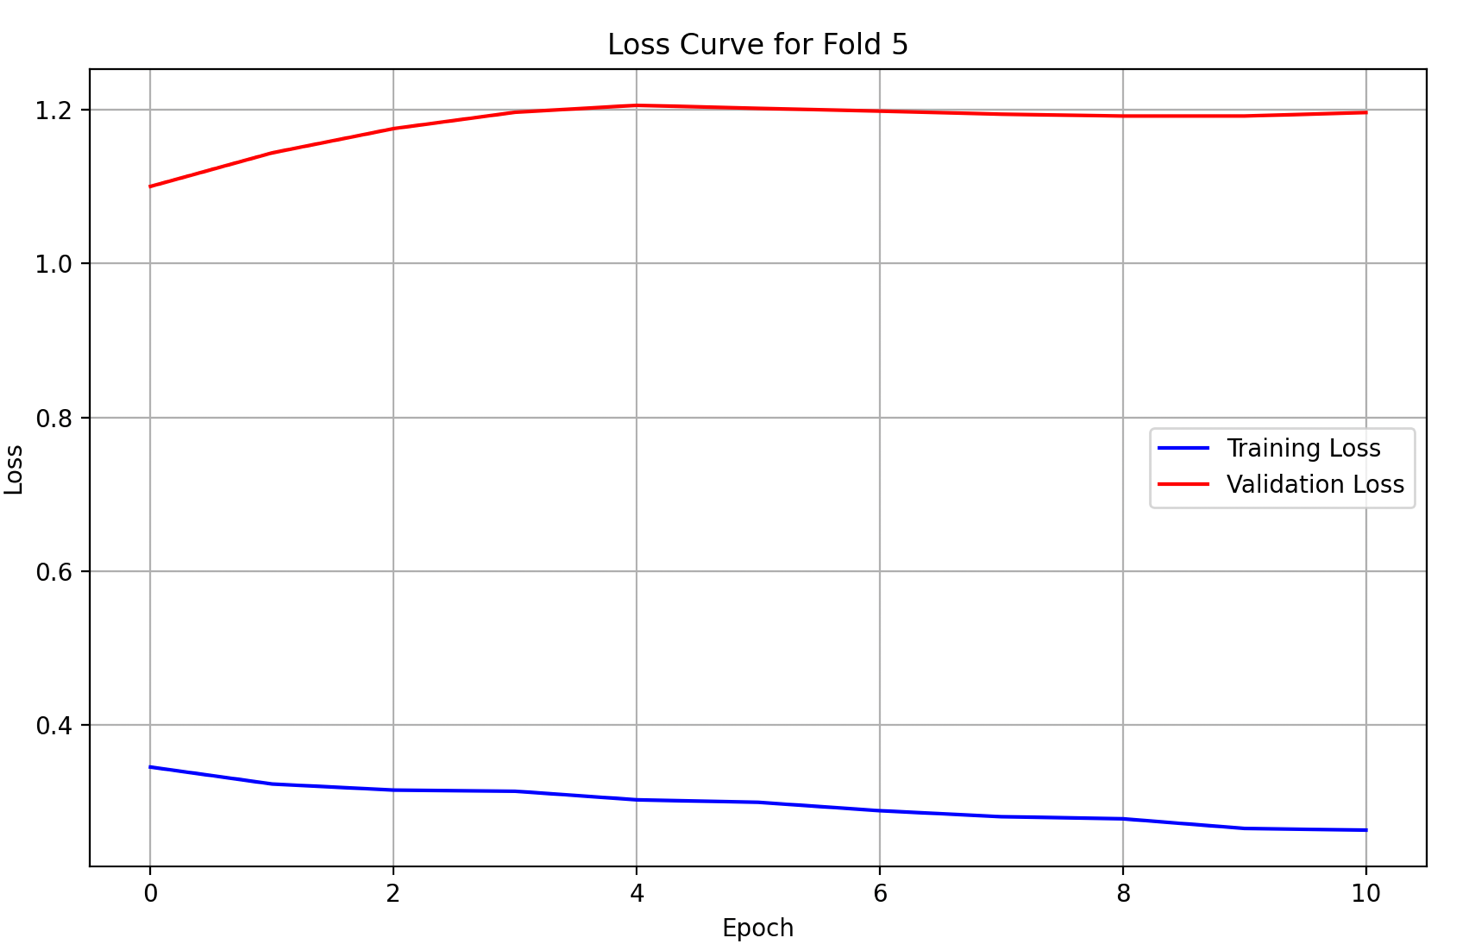 Loss Curve for Fold 5
1.2
1.0
0.8
0.6
0.4
Loss
Training Loss
Validation Loss
0 2 4 6 8 10
Epoch